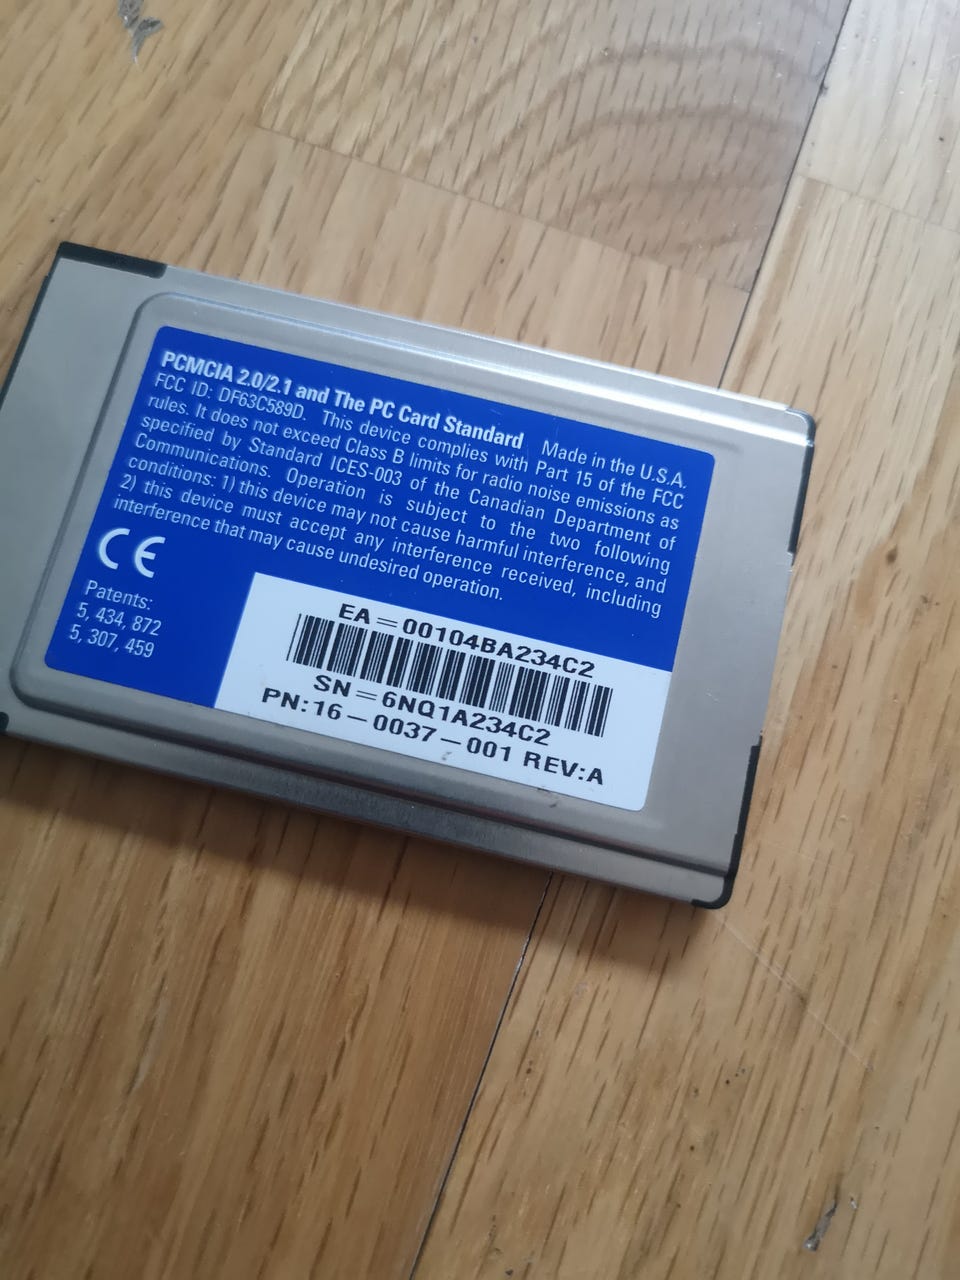 PCMCIA 2.0/2.1 and The PC Card Standard Made in the U.S.A.
FCC ID: DF63C589D. This device complies with Part 15 of the FCC
rules. It does not exceed Class B limits for radio noise emissions as
specified by Standard ICES-003 of the Canadian Department of
Communications. Operation is subject to the two following
conditions: 1) this device may not cause harmful interference, and
2) this device must accept any interference received, including
interference that may cause undesired operation.
CE
Patents:
5, 434, 872
5, 307, 459
EA=00104BA234C2
SN=6NQ1A234C2
PN:16-0037-001 REV:A